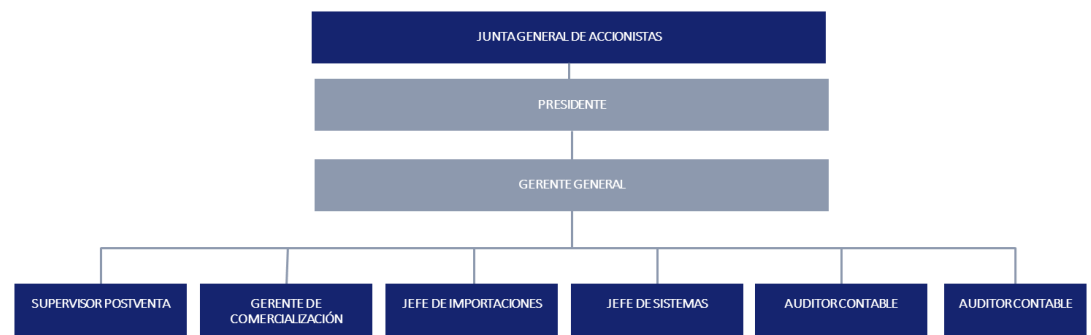 JUNTA GENERAL DE ACCIONISTAS
PRESIDENTE
GERENTE GENERAL
SUPERVISOR POSTVENTA
GERENTE DE
COMERCIALIZACIÓN
JEFE DE IMPORTACIONES
JEFE DE SISTEMAS
AUDITOR CONTABLE
AUDITOR CONTABLE